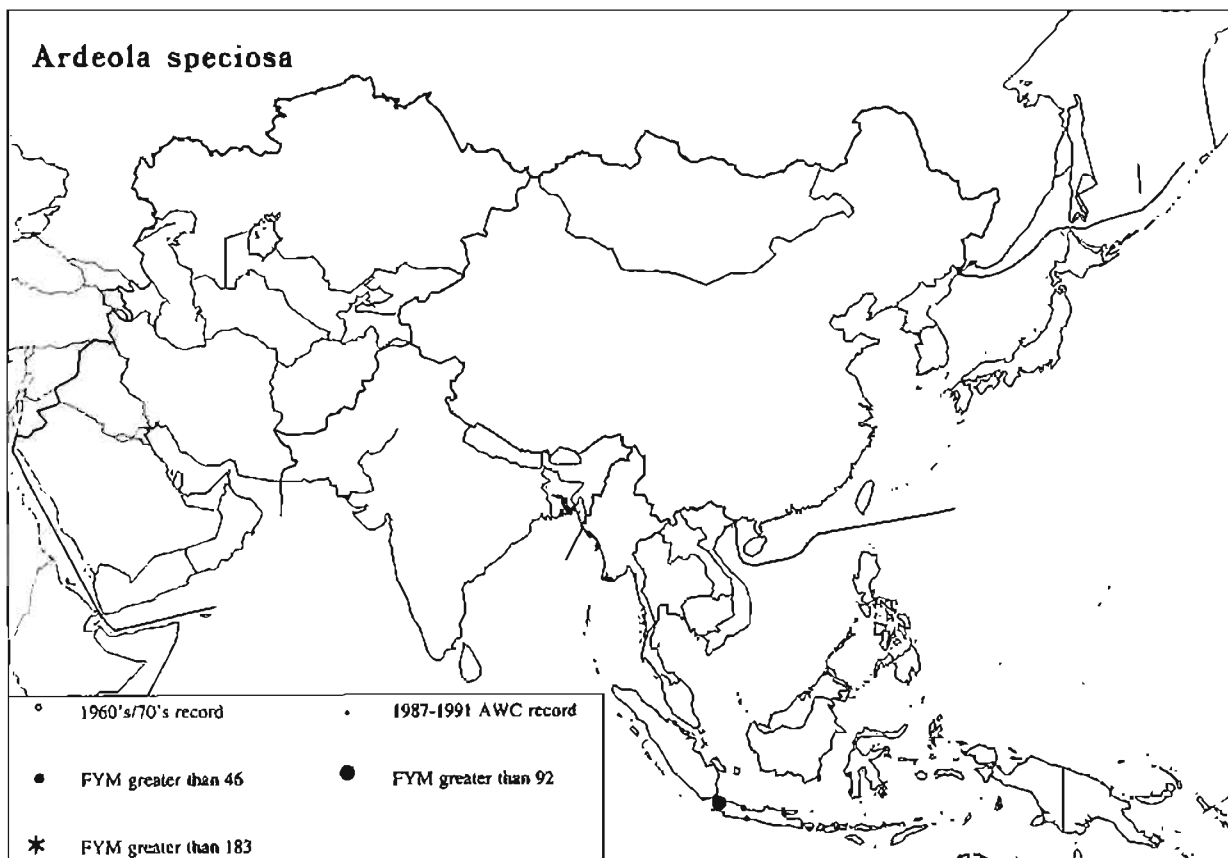 Ardeola speciosa
1960's/70's record
1987-1991 AWC record
FYM greater than 46
FYM greater than 92
FYM greater than 183